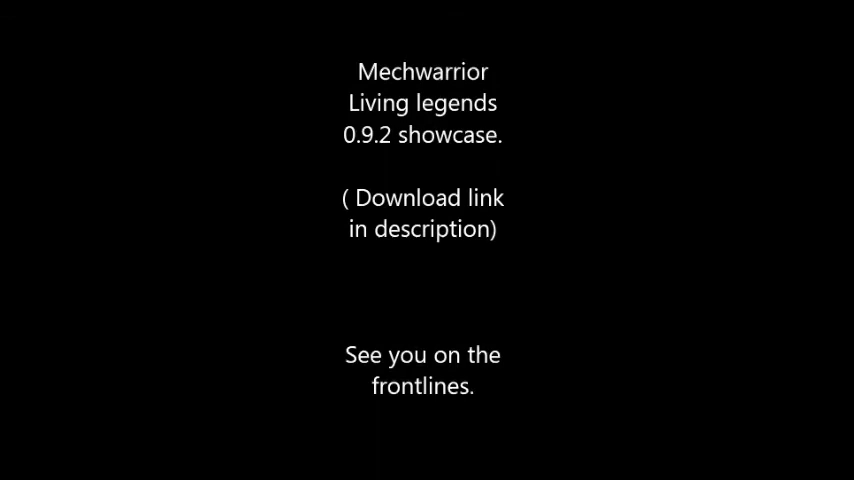 Mechwarrior
Living legends
0.9.2 showcase.
( Download link
in description)
See you on the
frontlines.